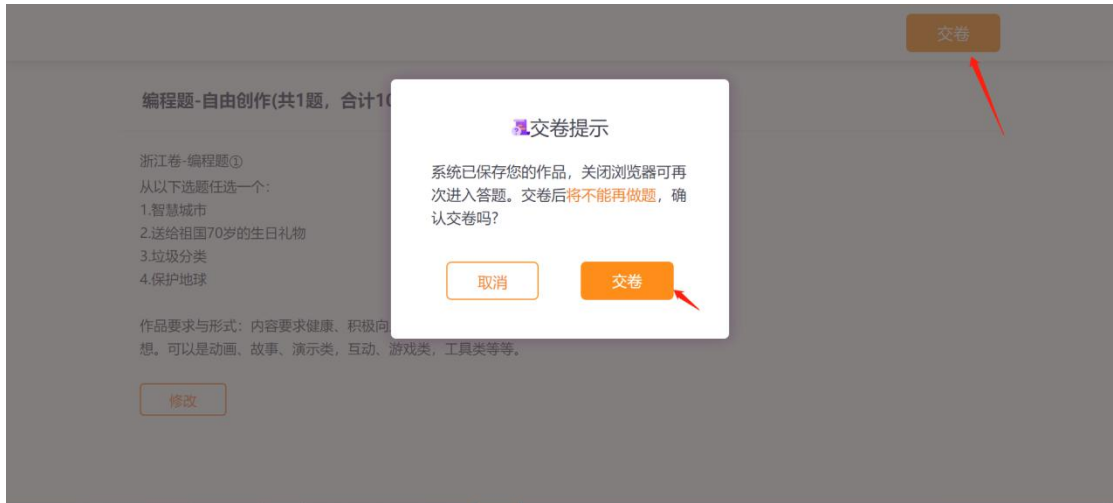 交卷
编程题-自由创作(共1题，合计10
交卷提示
浙江卷-编程题①
从以下选题任选一个：
1.智慧城市
2.送给祖国70岁的生日礼物
3.垃圾分类
4.保护地球
系统已保存您的作品，关闭浏览器可再
次进入答题。交卷后将不能再做题，确
认交卷吗?
取消
交卷
作品要求与形式：内容要求健康、积极向
想。可以是动画、故事、演示类，互动、游戏类，工具类等等。
修改